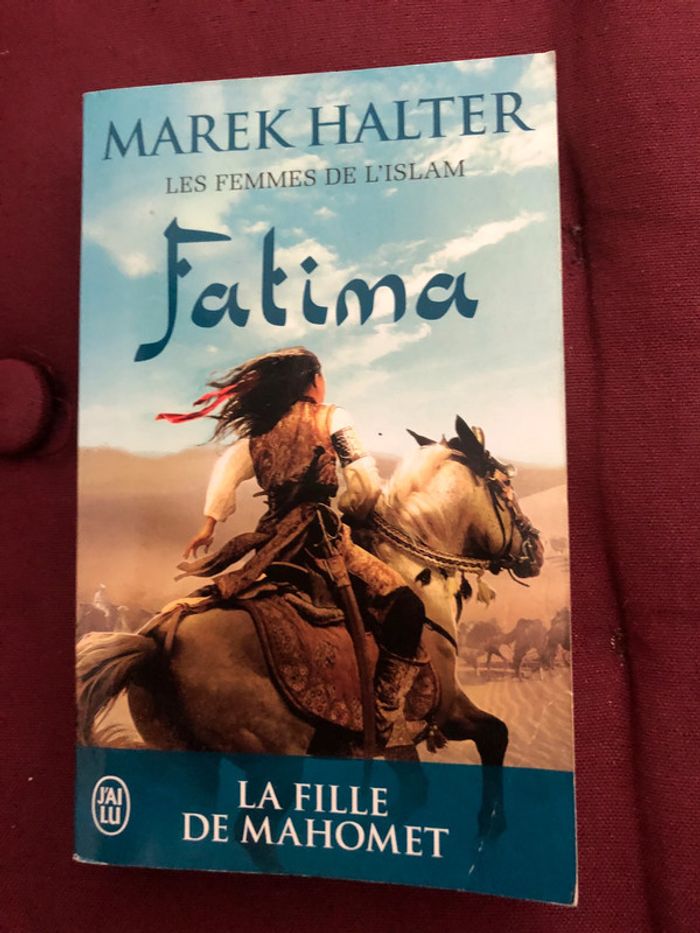 MAREK HALTER
LES FEMMES DE L'ISLAM
Fatima
J'AI
LU
LA FILLE
DE MAHOMET